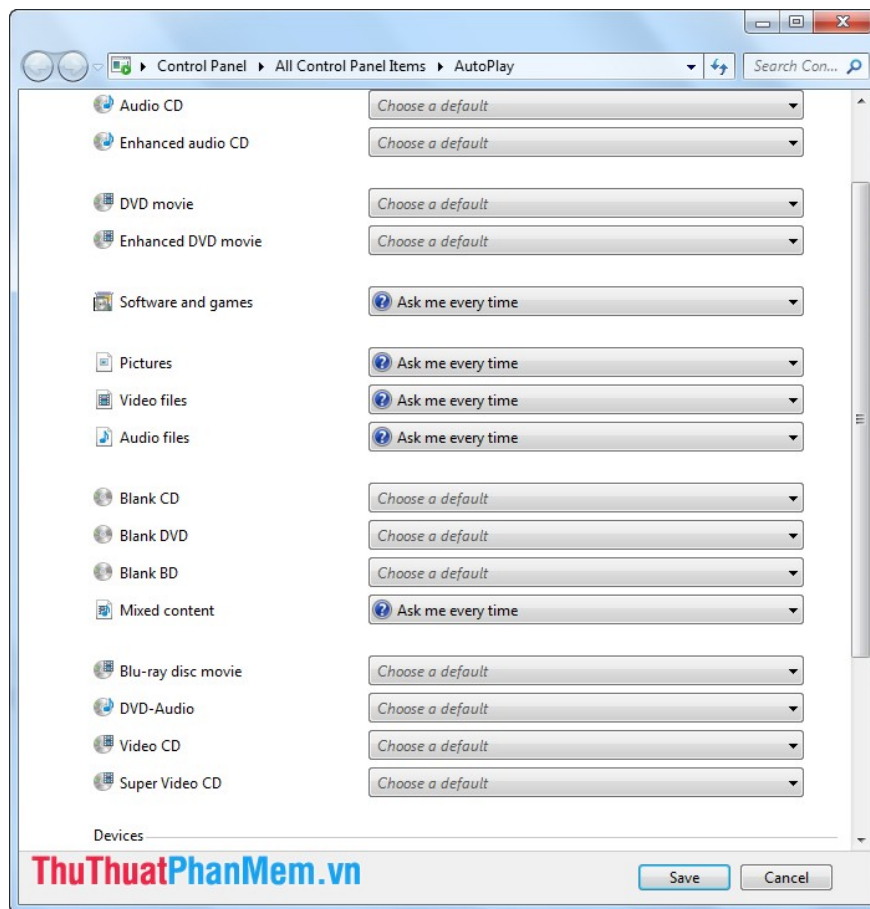 Control Panel ▸ All Control Panel Items ▸ AutoPlay
Search Con...
Audio CD Choose a default
Enhanced audio CD Choose a default
DVD movie Choose a default
Enhanced DVD movie Choose a default
Software and games Ask me every time
Pictures Ask me every time
Video files Ask me every time
Audio files Ask me every time
Blank CD Choose a default
Blank DVD Choose a default
Blank BD Choose a default
Mixed content Ask me every time
Blu-ray disc movie Choose a default
DVD-Audio Choose a default
Video CD Choose a default
Super Video CD Choose a default
Devices
ThuThuatPhanMem.vn
Save Cancel